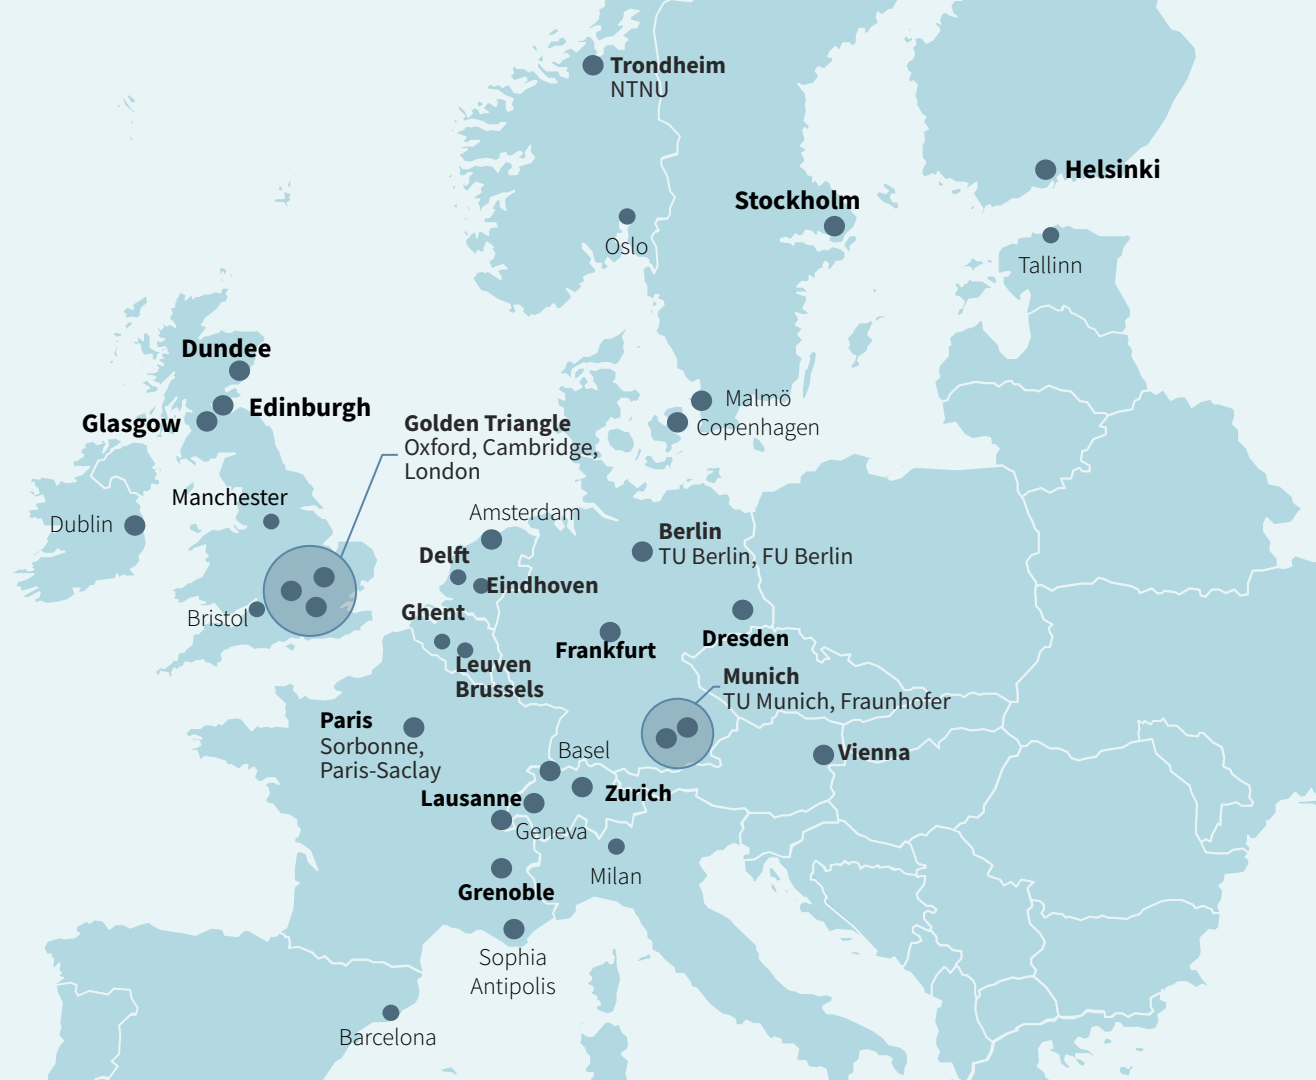 Trondheim
NTNU
Helsinki
Stockholm
Oslo
Tallinn
Dundee
Edinburgh
Glasgow
Malmö
Copenhagen
Golden Triangle
Oxford, Cambridge,
London
Manchester
Dublin
Amsterdam
Berlin
TU Berlin, FU Berlin
Delft
Eindhoven
Ghent
Bristol
Frankfurt
Dresden
Leuven
Brussels
Munich
TU Munich, Fraunhofer
Paris
Sorbonne,
Paris-Saclay
Basel
Vienna
Lausanne
Zurich
Geneva
Milan
Grenoble
Sophia
Antipolis
Barcelona